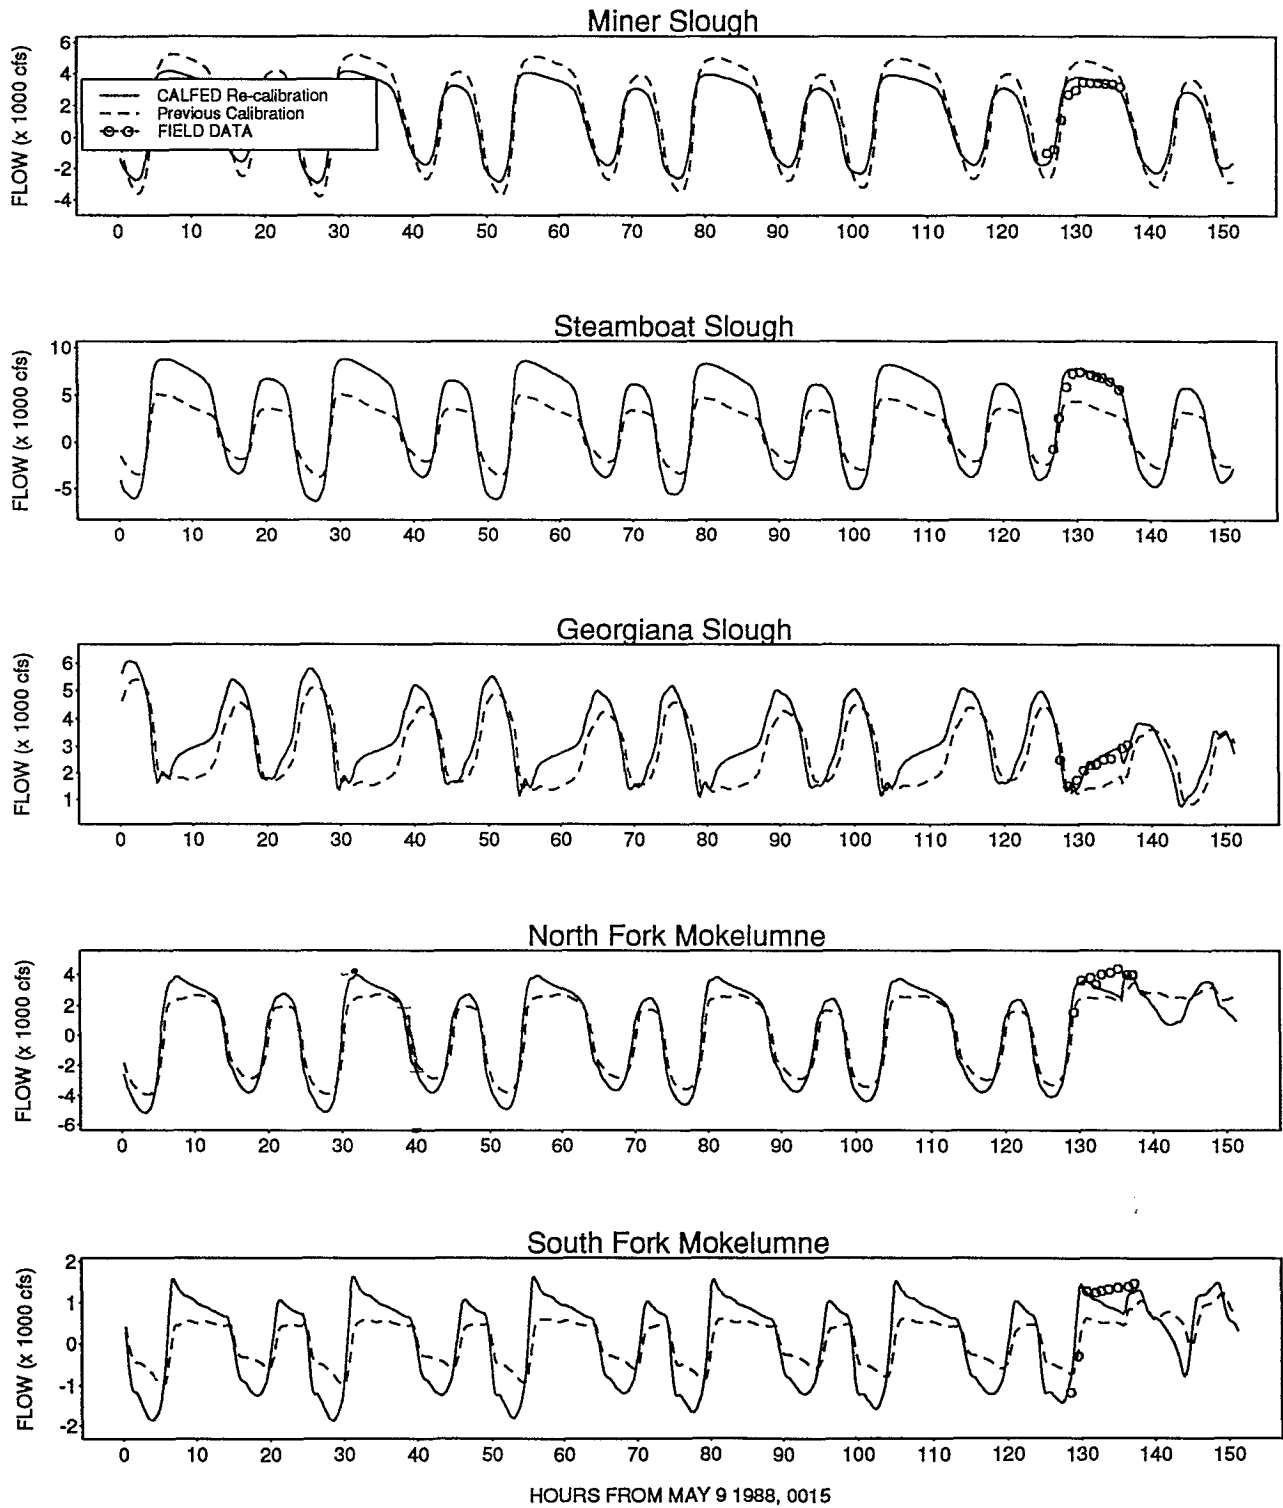 Miner Slough
FLOW (x 1000 cfs)
6
4
2
0
-2
-4
CALFED Re-calibration
Previous Calibration
FIELD DATA
0 10 20 30 40 50 60 70 80 90 100 110 120 130 140 150
Steamboat Slough
FLOW (x 1000 cfs)
10
5
0
-5
0 10 20 30 40 50 60 70 80 90 100 110 120 130 140 150
Georgiana Slough
FLOW (x 1000 cfs)
6
5
4
3
2
1
0 10 20 30 40 50 60 70 80 90 100 110 120 130 140 150
North Fork Mokelumne
FLOW (x 1000 cfs)
4
2
0
-2
-4
-6
0 10 20 30 40 50 60 70 80 90 100 110 120 130 140 150
South Fork Mokelumne
FLOW (x 1000 cfs)
2
1
0
-1
-2
0 10 20 30 40 50 60 70 80 90 100 110 120 130 140 150
HOURS FROM MAY 9 1988, 0015